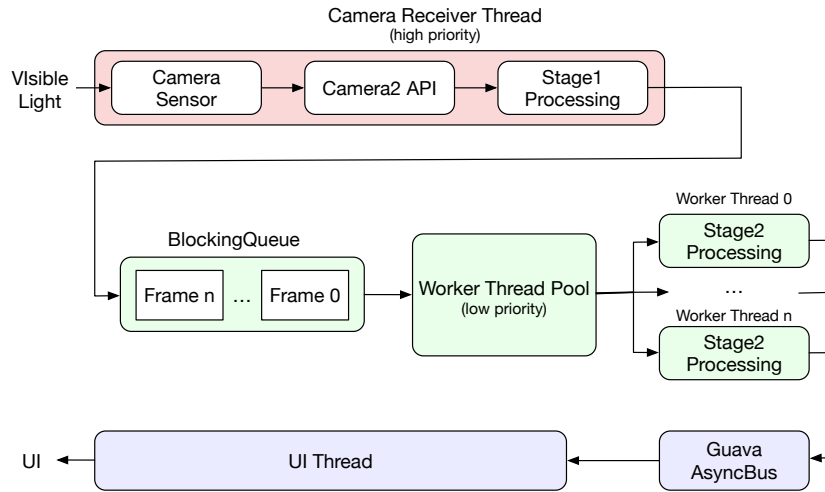 Camera Receiver Thread
(high priority)
VIsible
Light
Camera
Sensor
Camera2 API
Stage1
Processing
BlockingQueue
Frame n
...
Frame 0
Worker Thread Pool
(low priority)
Worker Thread 0
Stage2
Processing
...
Worker Thread n
Stage2
Processing
UI
UI Thread
Guava
AsyncBus